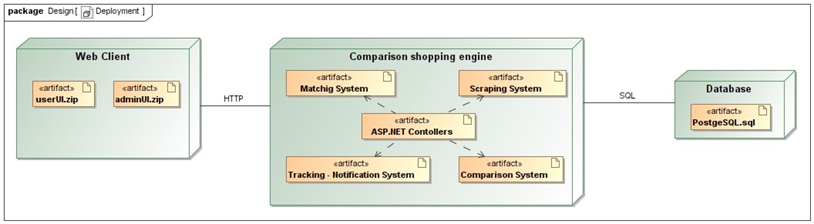 package Design[ Deployment ]
Web Client
«artifact»
userUI.zip
«artifact»
adminUI.zip
HTTP
Comparison shopping engine
«artifact»
Matchig System
«artifact»
Scraping System
«artifact»
ASP.NET Contollers
«artifact»
Tracking - Notification System
«artifact»
Comparison System
SQL
Database
«artifact»
PostgeSQL.sql